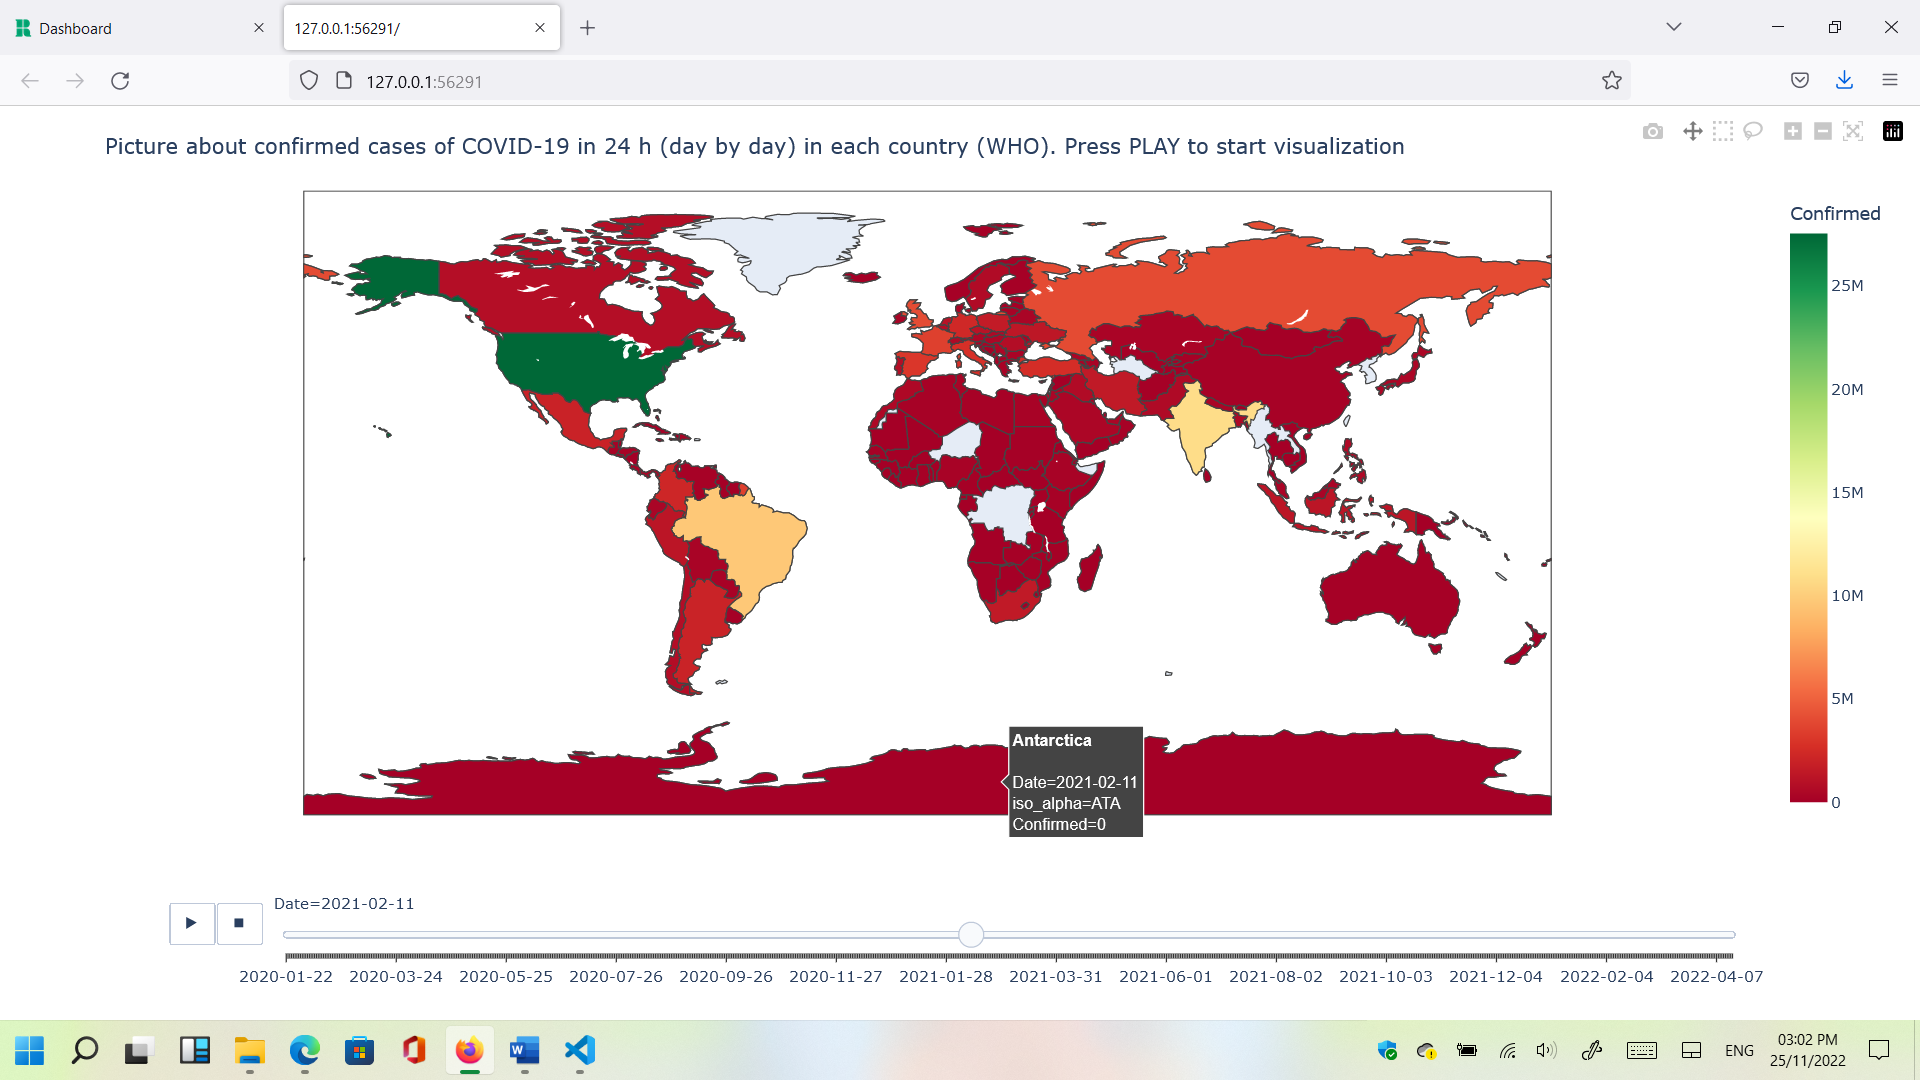 Dashboard
127.0.0.1:56291/
127.0.0.1:56291
Picture about confirmed cases of COVID-19 in 24 h (day by day) in each country (WHO). Press PLAY to start visualization
Confirmed
25M
20M
15M
10M
5M
0
Antarctica
Date=2021-02-11
iso_alpha=ATA
Confirmed=0
Date=2021-02-11
2020-01-22 2020-03-24 2020-05-25 2020-07-26 2020-09-26 2020-11-27 2021-01-28 2021-03-31 2021-06-01 2021-08-02 2021-10-03 2021-12-04 2022-02-04 2022-04-07
ENG
03:02 PM
25/11/2022